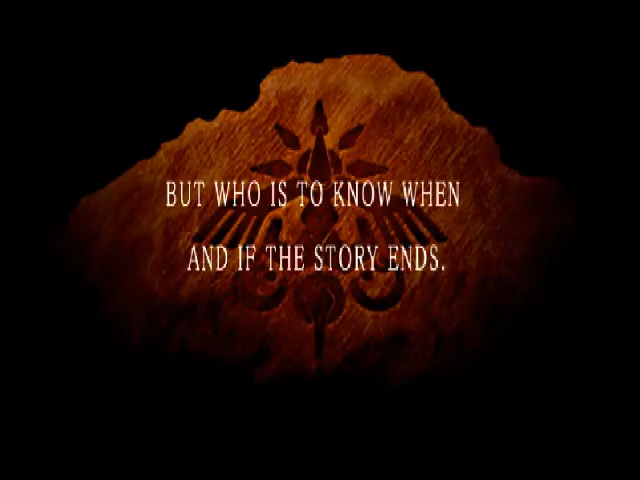 BUT WHO IS TO KNOW WHEN
AND IF THE STORY ENDS.